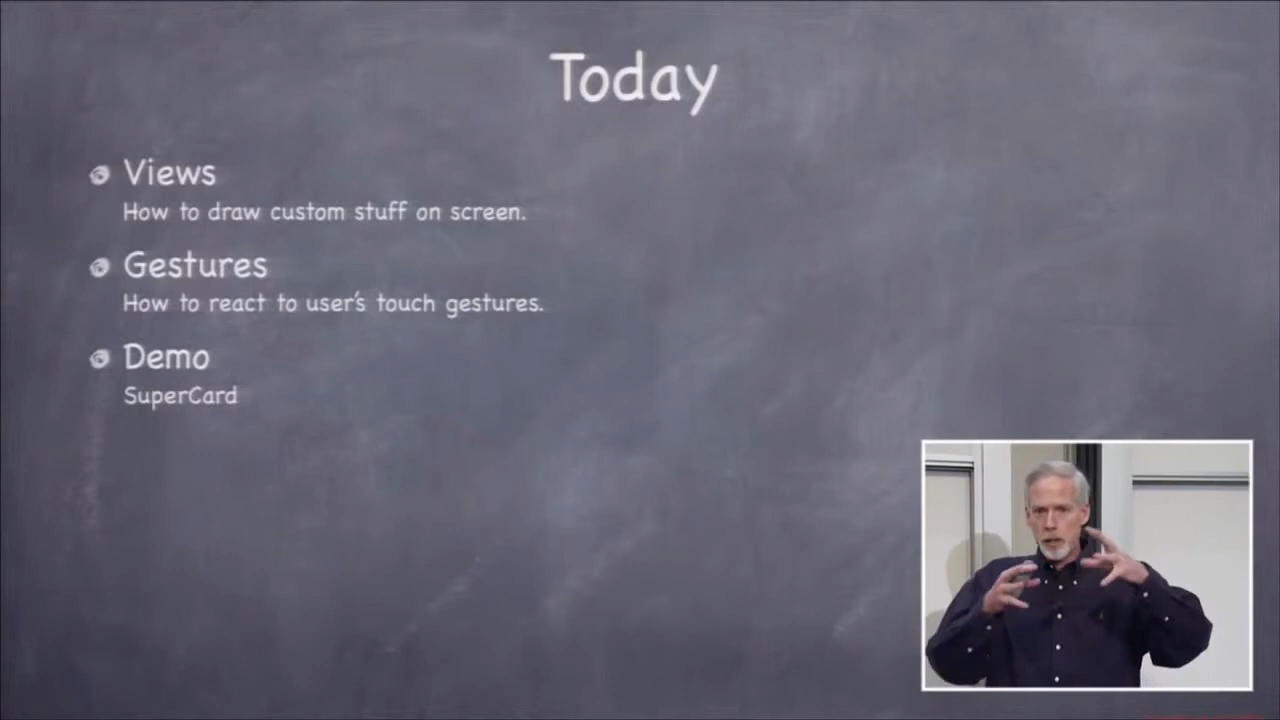 Today
Views
How to draw custom stuff on screen.
Gestures
How to react to user's touch gestures.
Demo
SuperCard